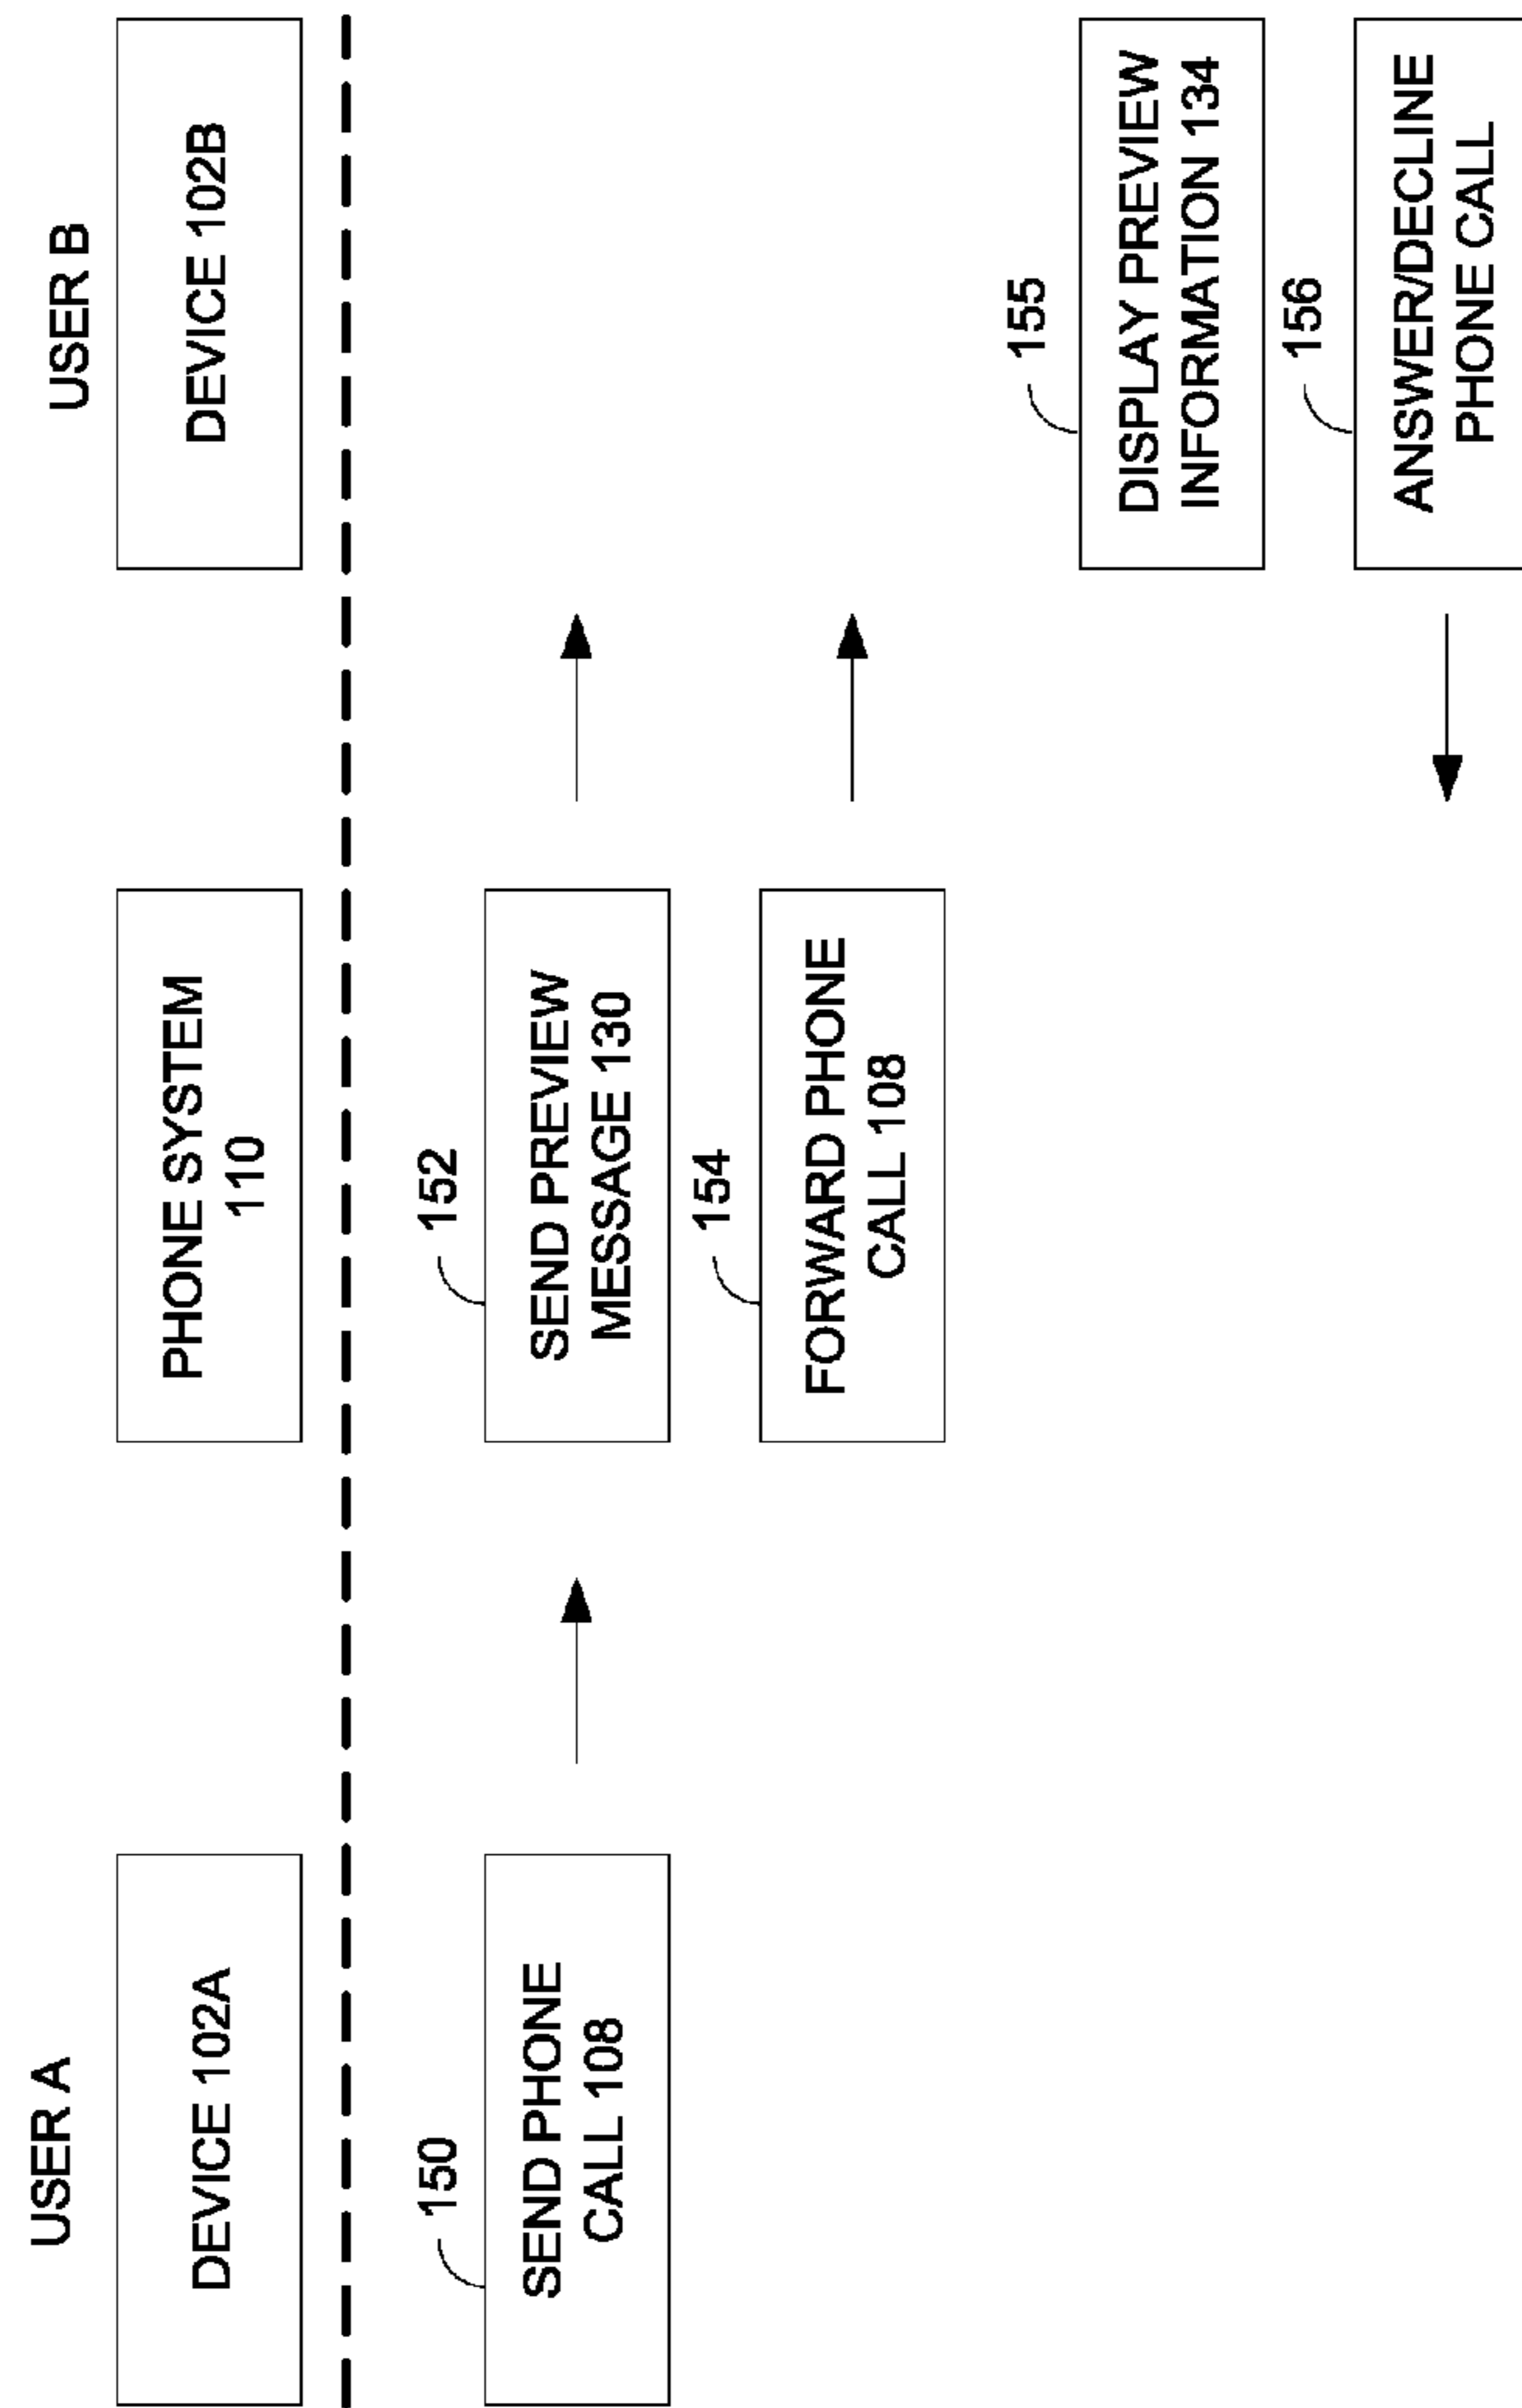 USER A
USER B
DEVICE 102A
PHONE SYSTEM
110
DEVICE 102B
150
SEND PHONE
CALL 108
152
SEND PREVIEW
MESSAGE 130
154
FORWARD PHONE
CALL 108
155
DISPLAY PREVIEW
INFORMATION 134
156
ANSWER/DECLINE
PHONE CALL